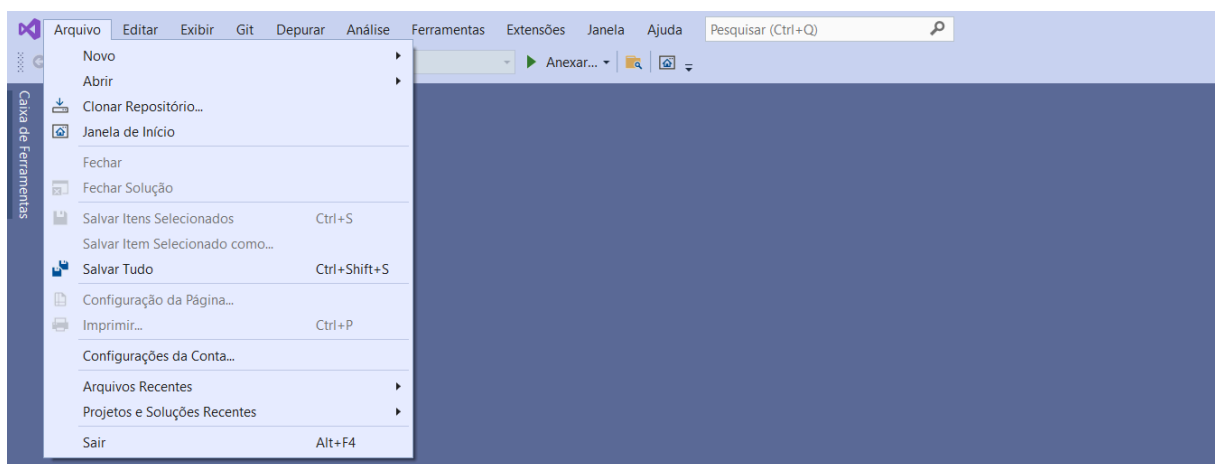 Arquivo Editar Exibir Git Depurar Análise Ferramentas Extensões Janela Ajuda Pesquisar (Ctrl+Q)
Anexar...
Caixa de Ferramentas
Novo
Abrir
Clonar Repositório...
Janela de Início
Fechar
Fechar Solução
Salvar Itens Selecionados Ctrl+S
Salvar Item Selecionado como...
Salvar Tudo Ctrl+Shift+S
Configuração da Página...
Imprimir... Ctrl+P
Configurações da Conta...
Arquivos Recentes
Projetos e Soluções Recentes
Sair Alt+F4